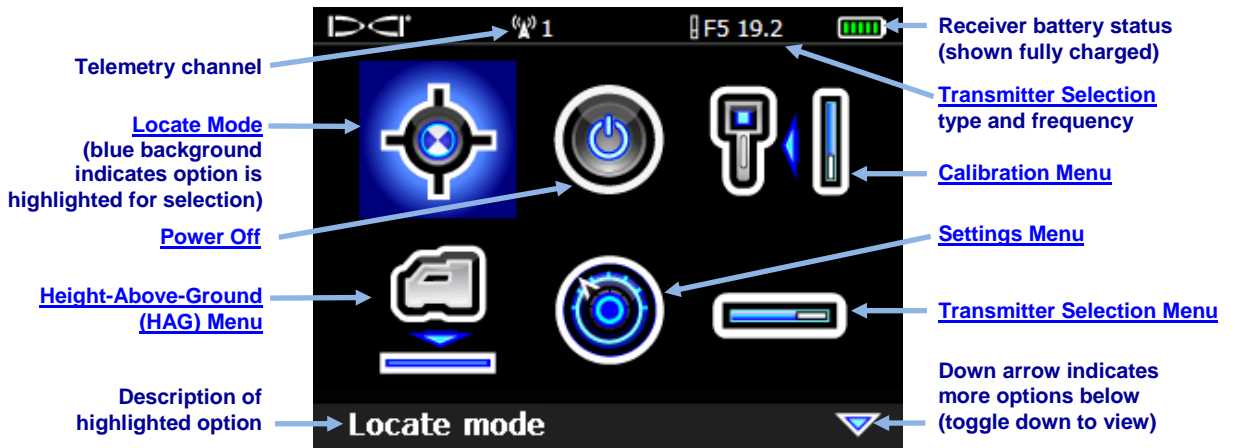 DCI
1
F5 19.2
Receiver battery status
(shown fully charged)
Telemetry channel
Transmitter Selection
type and frequency
Locate Mode
(blue background
indicates option is
highlighted for selection)
Calibration Menu
Power Off
Settings Menu
Height-Above-Ground
(HAG) Menu
Transmitter Selection Menu
Description of
highlighted option
Down arrow indicates
more options below
(toggle down to view)
Locate mode